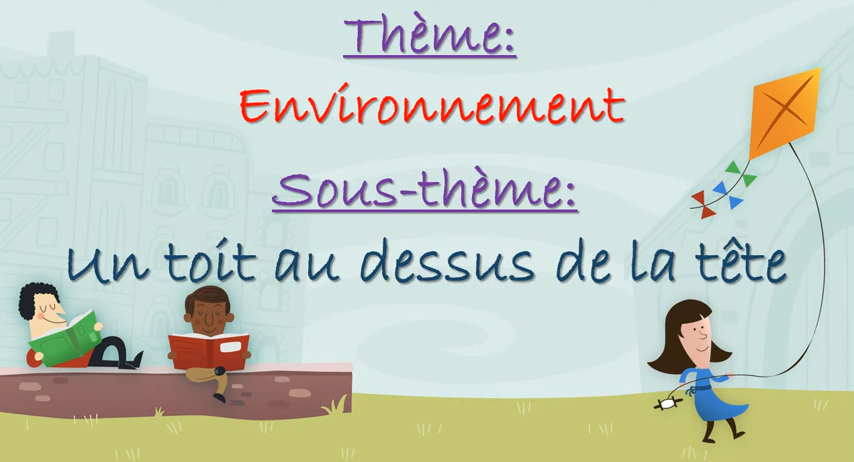 Thème:
Environnement
Sous-thème:
Un toit au dessus de la tête